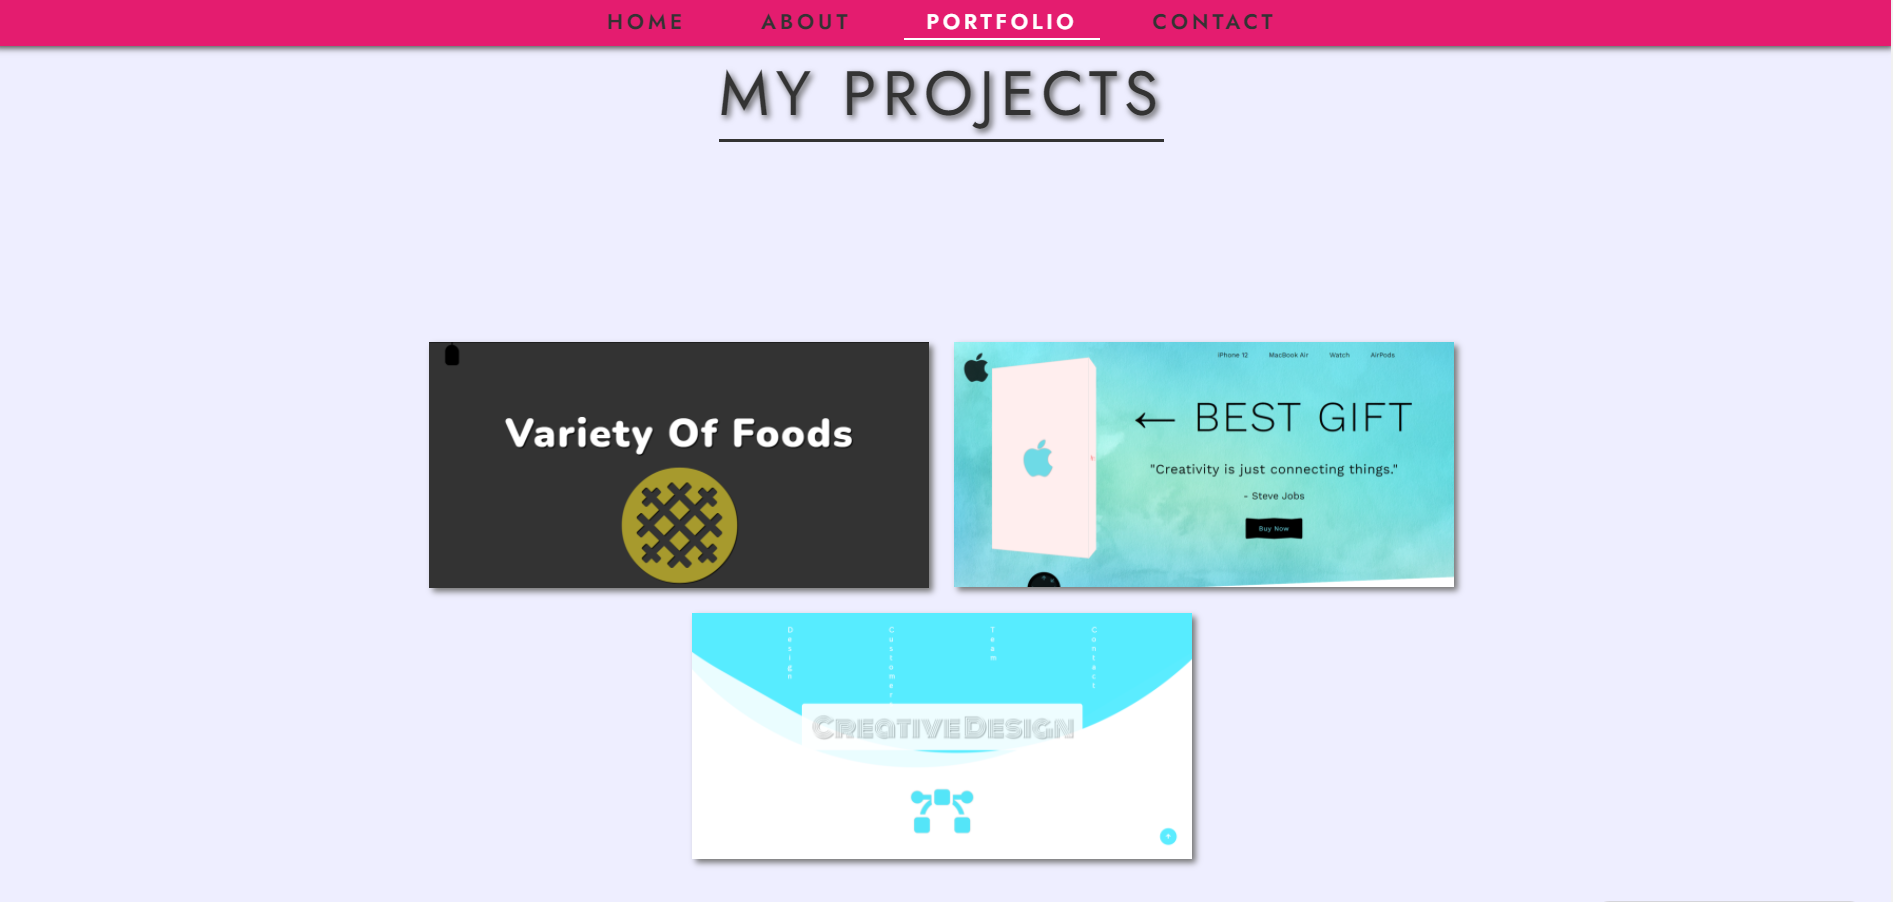 HOME ABOUT PORTFOLIO CONTACT
MY PROJECTS
Variety Of Foods
iPhone 12 MacBook Air Watch AirPods
← BEST GIFT
"Creativity is just connecting things."
- Steve Jobs
Buy Now
Design Customer Team Contact
CREATIVE DESIGN